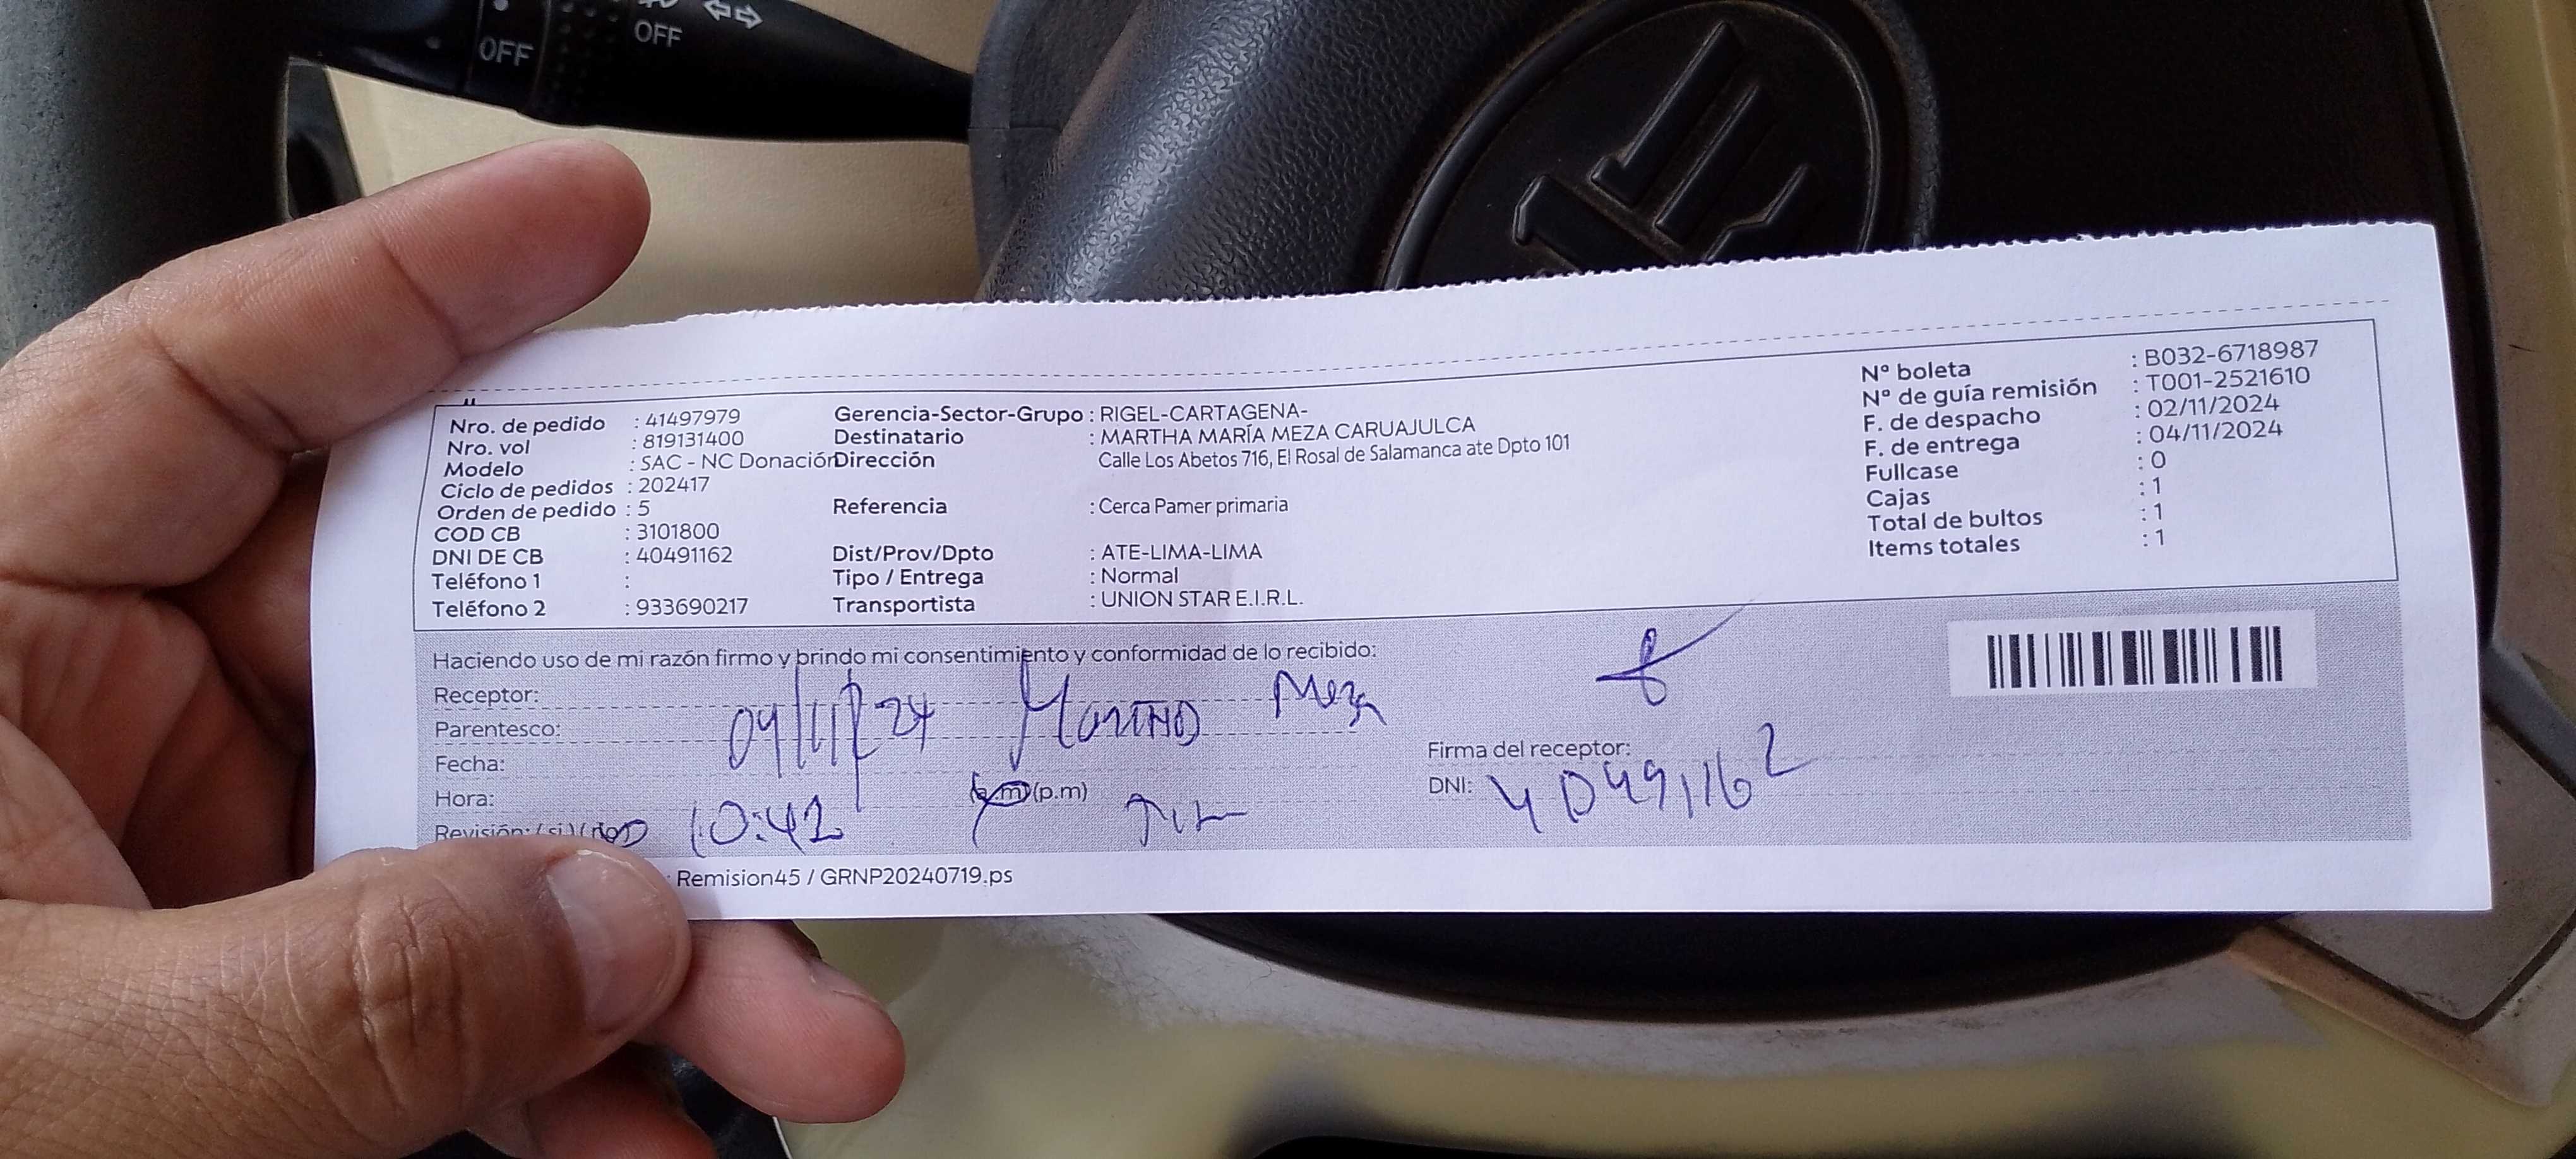 OFF
OFF
Nro. de pedido : 41497979
Nro. vol : 819131400
Modelo : SAC - NC Donación
Ciclo de pedidos : 202417
Orden de pedido : 5
COD CB : 3101800
DNI DE CB : 40491162
Teléfono 1 :
Teléfono 2 : 933690217
Gerencia-Sector-Grupo : RIGEL-CARTAGENA-
Destinatario : MARTHA MARÍA MEZA CARUAJULCA
Dirección Calle Los Abetos 716, El Rosal de Salamanca ate Dpto 101
Referencia : Cerca Pamer primaria
Dist/Prov/Dpto : ATE-LIMA-LIMA
Tipo / Entrega : Normal
Transportista : UNION STAR E.I.R.L.
Nº boleta : B032-6718987
Nº de guía remisión : T001-2521610
F. de despacho : 02/11/2024
F. de entrega : 04/11/2024
Fullcase : 0
Cajas : 1
Total de bultos : 1
Items totales : 1
Haciendo uso de mi razón firmo y brindo mi consentimiento y conformidad de lo recibido:
Receptor: Meza
Parentesco: 04/11/24
Fecha:
Hora: (a.m)(p.m)
Revisión: (si) (no) 10:42
Firma del receptor:
DNI: 40491162
: Remision45 / GRNP20240719.ps